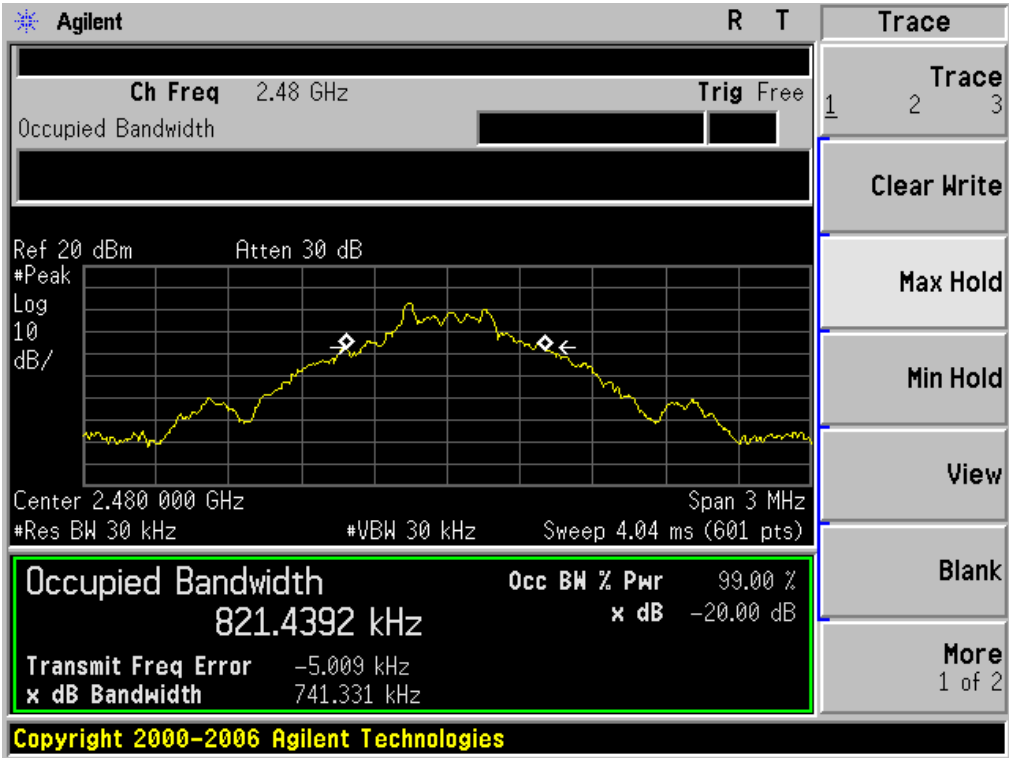 Agilent R T
Ch Freq 2.48 GHz Trig Free
Occupied Bandwidth
Ref 20 dBm Atten 30 dB
#Peak
Log
10
dB/
Center 2.480 000 GHz Span 3 MHz
#Res BW 30 kHz #VBW 30 kHz Sweep 4.04 ms (601 pts)
Occupied Bandwidth Occ BW % Pwr 99.00 %
821.4392 kHz x dB -20.00 dB
Transmit Freq Error -5.009 kHz
x dB Bandwidth 741.331 kHz
Copyright 2000-2006 Agilent Technologies
Trace
Trace
1 2 3
Clear Write
Max Hold
Min Hold
View
Blank
More
1 of 2